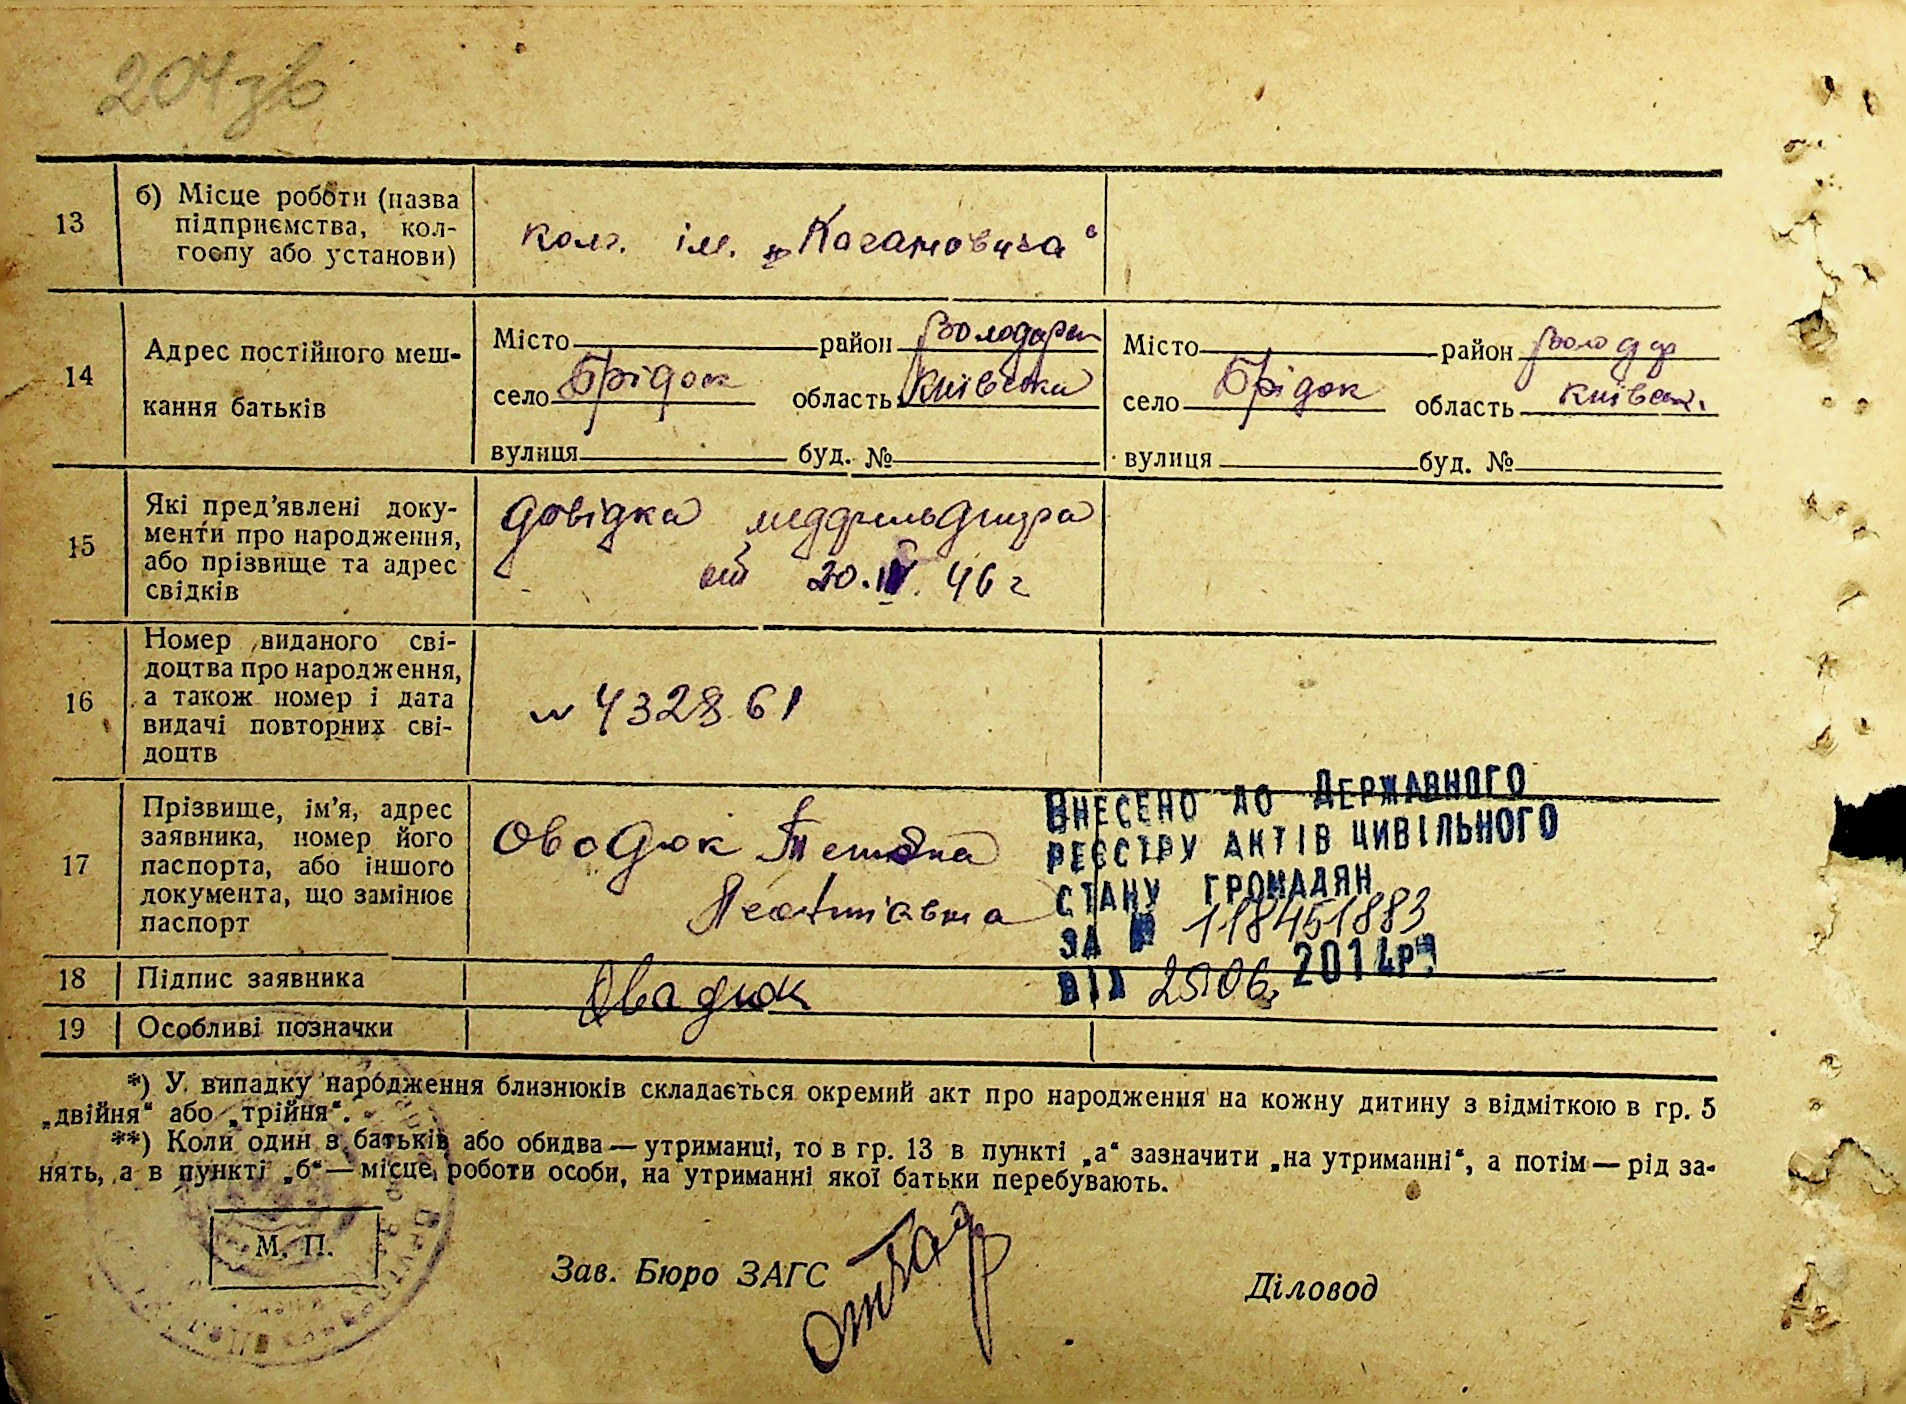 204зв
13
б) Місце роботи (назва
підприємства, кол-
госпу або установи)
колг. ім. „Кагановича“
14
Адрес постійного меш-
кання батьків
Місто район Володарсь
село Брідок область Київська
вулиця буд. №
Місто район Володар
село Брідок область Київськ.
вулиця буд. №
15
Які пред'явлені доку-
менти про народження,
або прізвище та адрес
свідків
довідка медфельдшера
від 20.IV. 46 г
16
Номер виданого сві-
доцтва про народження,
а також номер і дата
видачі повторних сві-
доцтв
№ 432861
17
Прізвище, ім'я, адрес
заявника, номер його
паспорта, або іншого
документа, що замінює
паспорт
Оводюк Тетяна
ВНЕСЕНО ДО ДЕРЖАВНОГО
РЕЄСТРУ АКТІВ ЦИВІЛЬНОГО
СТАНУ ГРОМАДЯН
ЗА № 118451883
ВІД 25.06. 2014р.
18
Підпис заявника
Овадюк
19
Особливі позначки
*) У випадку народження близнюків складається окремий акт про народження на кожну дитину з відміткою в гр. 5
„двійня“ або „трійня“.
**) Коли один з батьків або обидва — утриманці, то в гр. 13 в пункті „а“ зазначити „на утриманні“, а потім — рід за-
нять, а в пункті „б“ — місце роботи особи, на утриманні якої батьки перебувають.
М. П.
Зав. Бюро ЗАГС
Діловод